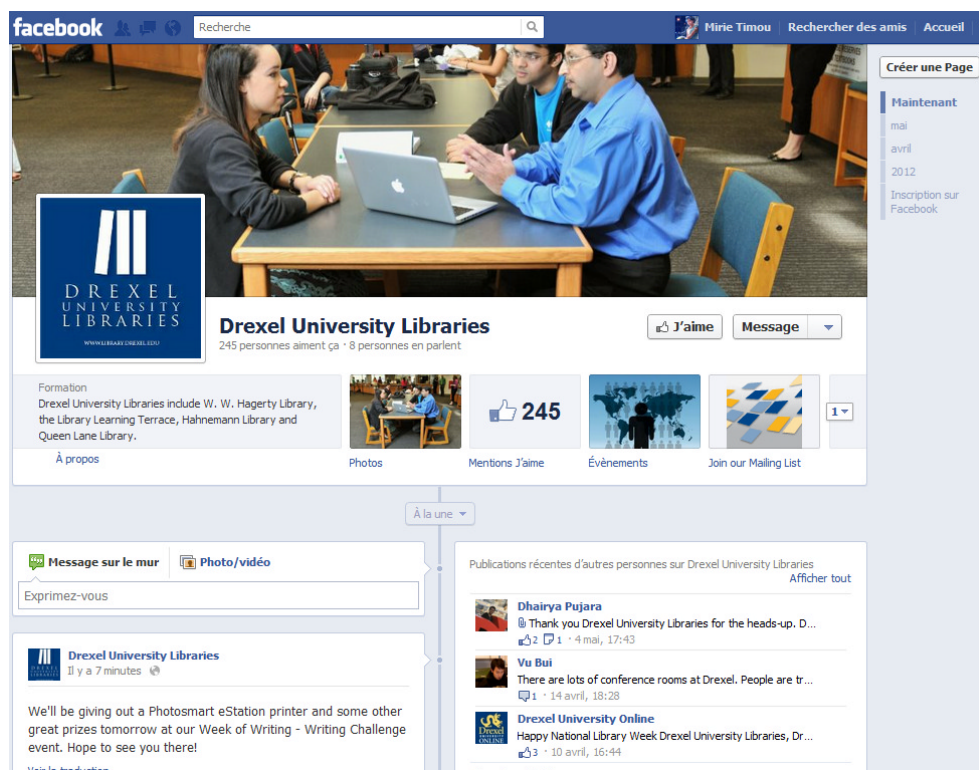 facebook
Recherche
Mirie Timou
Rechercher des amis
Accueil
Créer une Page
Maintenant
mai
avril
2012
Inscription sur
Facebook
DREXEL
UNIVERSITY
LIBRARIES
WWW.LIBRARY.DREXEL.EDU
Drexel University Libraries
245 personnes aiment ça · 8 personnes en parlent
J'aime
Message
Formation
Drexel University Libraries include W. W. Hagerty Library,
the Library Learning Terrace, Hahnemann Library and
Queen Lane Library.
À propos
Photos
245
Mentions J'aime
Évènements
Join our Mailing List
1
À la une
Message sur le mur
Photo/vidéo
Exprimez-vous
Drexel University Libraries
Il y a 7 minutes
We'll be giving out a Photosmart eStation printer and some other
great prizes tomorrow at our Week of Writing - Writing Challenge
event. Hope to see you there!
Voir la traduction
Publications récentes d'autres personnes sur Drexel University Libraries
Afficher tout
Dhairya Pujara
Thank you Drexel University Libraries for the heads-up. D...
2 1 · 4 mai, 17:43
Vu Bui
There are lots of conference rooms at Drexel. People are tr...
1 · 14 avril, 18:28
Drexel University Online
Happy National Library Week Drexel University Libraries, Dr...
3 · 10 avril, 16:44